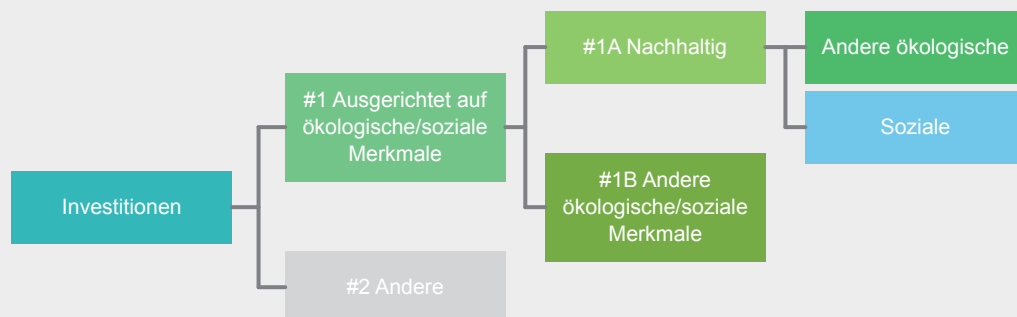 Investitionen
#1 Ausgerichtet auf
ökologische/soziale
Merkmale
#2 Andere
#1A Nachhaltig
#1B Andere
ökologische/soziale
Merkmale
Andere ökologische
Soziale